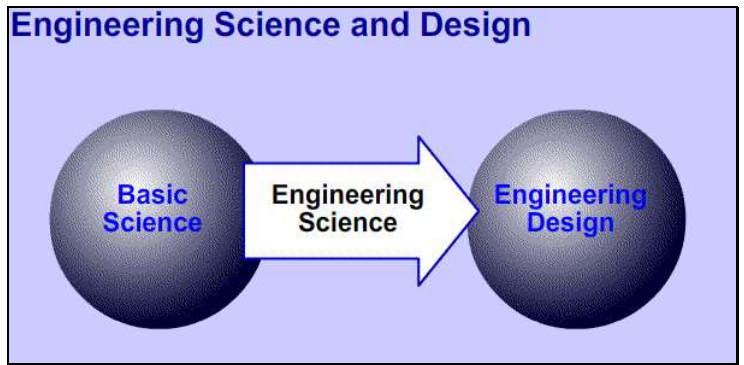 Engineering Science and Design
Basic
Science
Engineering
Science
Engineering
Design